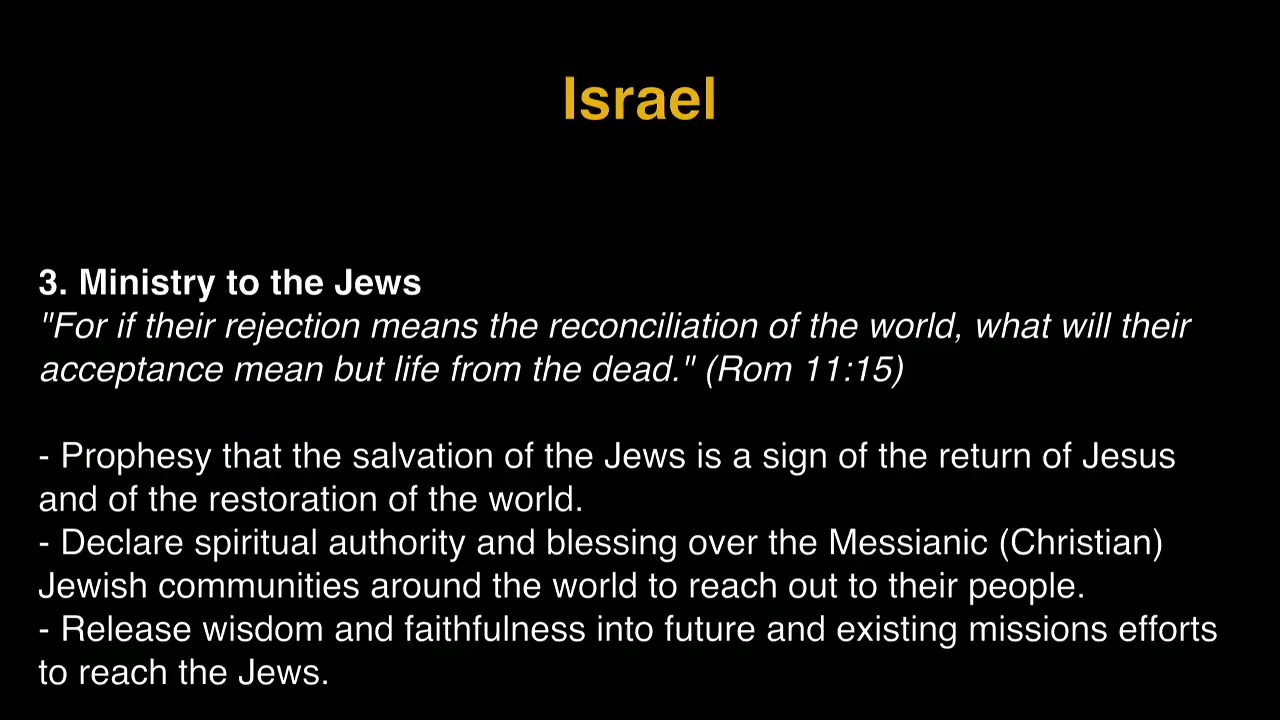 Israel
3. Ministry to the Jews
"For if their rejection means the reconciliation of the world, what will their
acceptance mean but life from the dead." (Rom 11:15)
- Prophesy that the salvation of the Jews is a sign of the return of Jesus
and of the restoration of the world.
- Declare spiritual authority and blessing over the Messianic (Christian)
Jewish communities around the world to reach out to their people.
- Release wisdom and faithfulness into future and existing missions efforts
to reach the Jews.